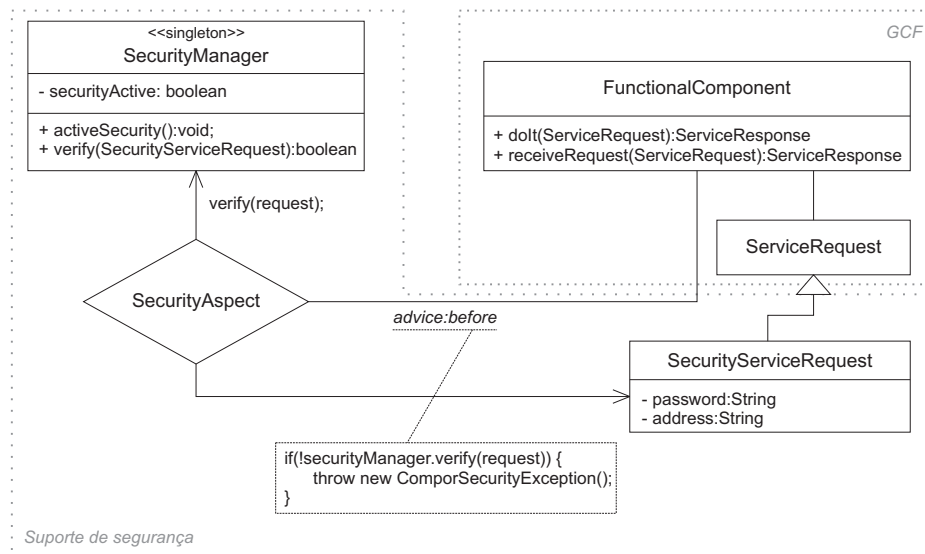 <<singleton>>
SecurityManager
- securityActive: boolean
+ activeSecurity():void;
+ verify(SecurityServiceRequest):boolean
GCF
FunctionalComponent
+ doIt(ServiceRequest):ServiceResponse
+ receiveRequest(ServiceRequest):ServiceResponse
verify(request);
ServiceRequest
SecurityAspect
advice:before
SecurityServiceRequest
- password:String
- address:String
if(!securityManager.verify(request)) {
throw new ComporSecurityException();
}
Suporte de segurança